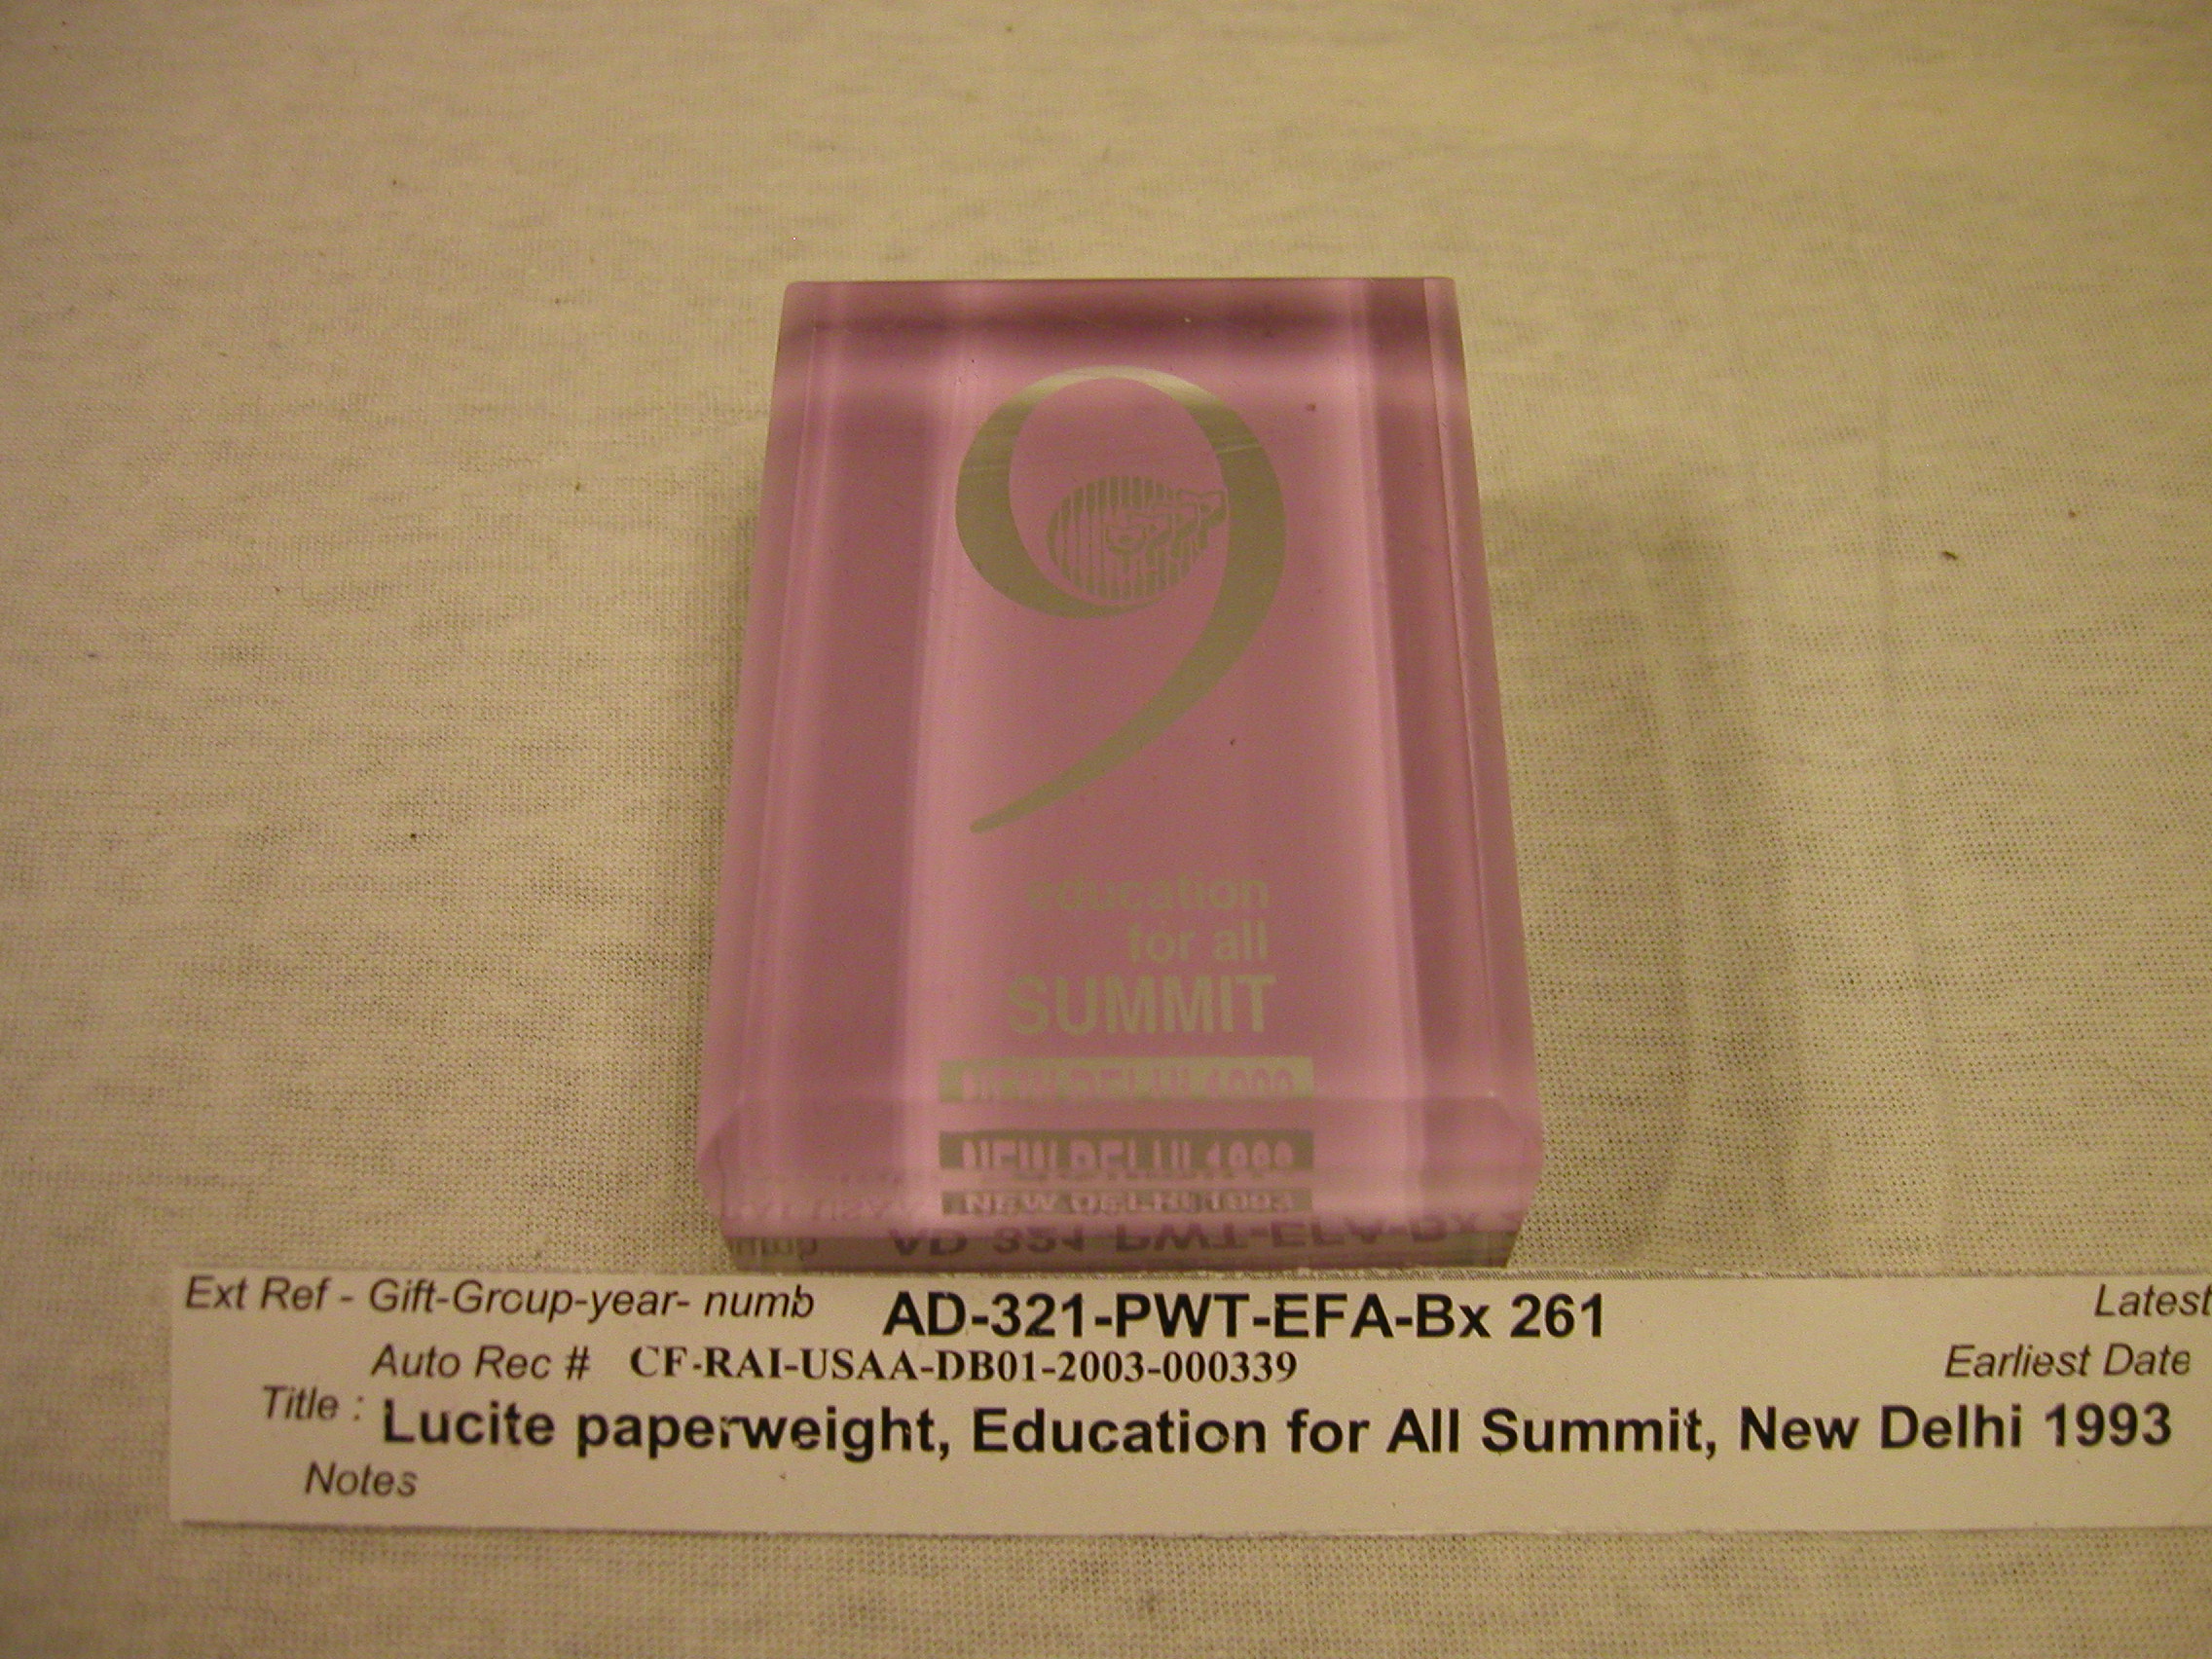 9
education
for all
SUMMIT
NEW DELHI 1993
Ext Ref - Gift-Group-year- numb AD-321-PWT-EFA-Bx 261 Latest
Auto Rec # CF-RAI-USAA-DB01-2003-000339 Earliest Date
Title : Lucite paperweight, Education for All Summit, New Delhi 1993
Notes